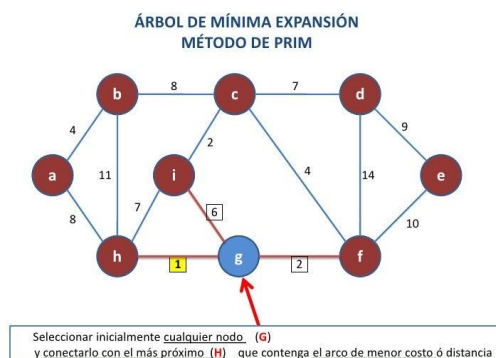 ÁRBOL DE MÍNIMA EXPANSIÓN
MÉTODO DE PRIM
b 8 c 7 d
4 9
2
a 11 i 4 14 e
7
8 6 10
h 1 g 2 f
Seleccionar inicialmente cualquier nodo (G)
y conectarlo con el más próximo (H) que contenga el arco de menor costo ó distancia